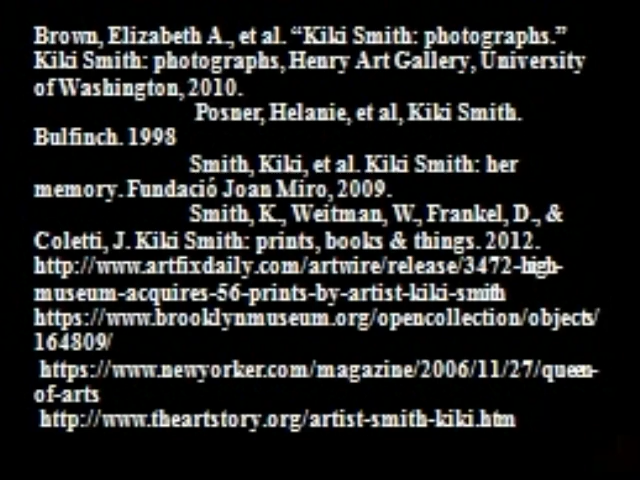 Brown, Elizabeth A., et al. “Kiki Smith: photographs.”
Kiki Smith: photographs, Henry Art Gallery, University
of Washington, 2010.
Posner, Helanie, et al, Kiki Smith.
Bulfinch. 1998
Smith, Kiki, et al. Kiki Smith: her
memory. Fundació Joan Miro, 2009.
Smith, K., Weitman, W., Frankel, D., &
Coletti, J. Kiki Smith: prints, books & things. 2012.
http://www.artfixdaily.com/artwire/release/3472-high-
museum-acquires-56-prints-by-artist-kiki-smith
https://www.brooklynmuseum.org/opencollection/objects/
164809/
https://www.newyorker.com/magazine/2006/11/27/queen-
of-arts
http://www.theartstory.org/artist-smith-kiki.htm